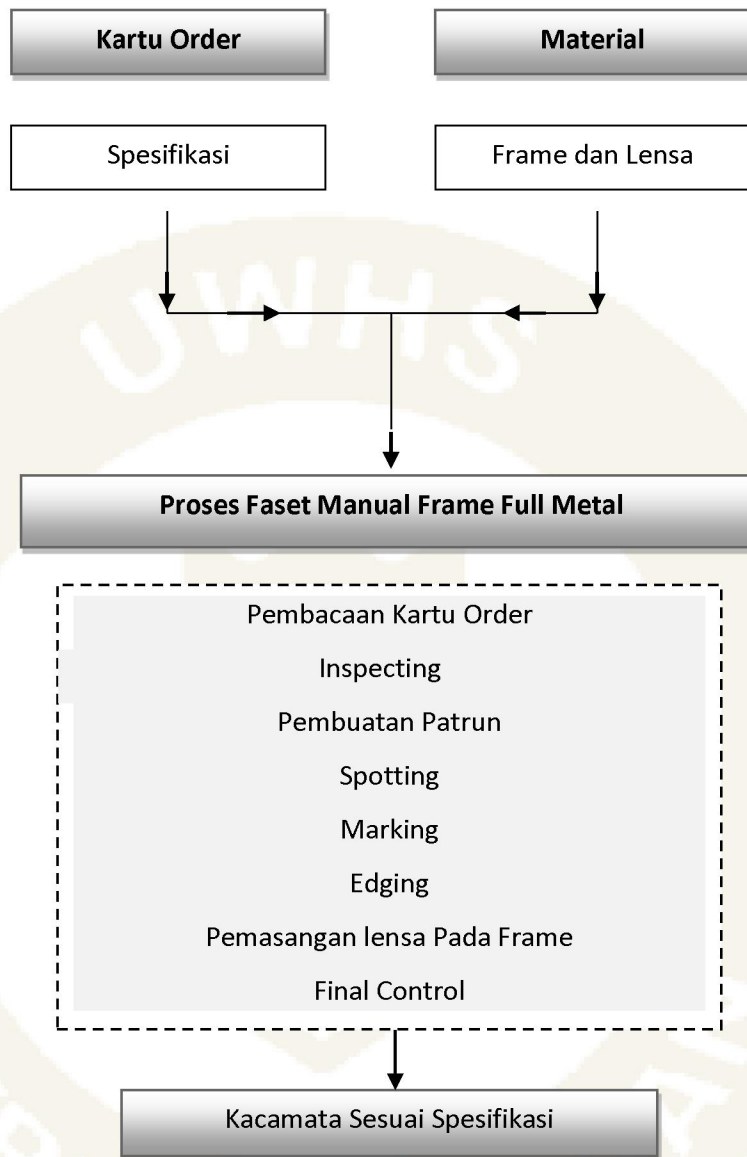 Kartu Order
Material
Spesifikasi
Frame dan Lensa
UWHS
Proses Faset Manual Frame Full Metal
Pembacaan Kartu Order
Inspecting
Pembuatan Patrun
Spotting
Marking
Edging
Pemasangan lensa Pada Frame
Final Control
Kacamata Sesuai Spesifikasi